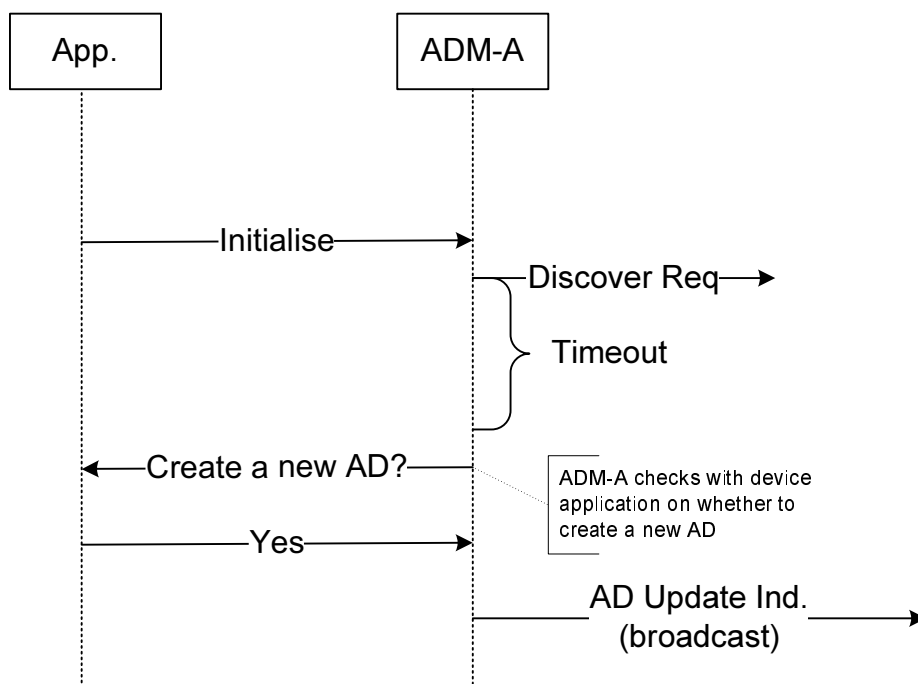 App.
ADM-A
Initialise
Discover Req
Timeout
Create a new AD?
ADM-A checks with device
application on whether to
create a new AD
Yes
AD Update Ind.
(broadcast)